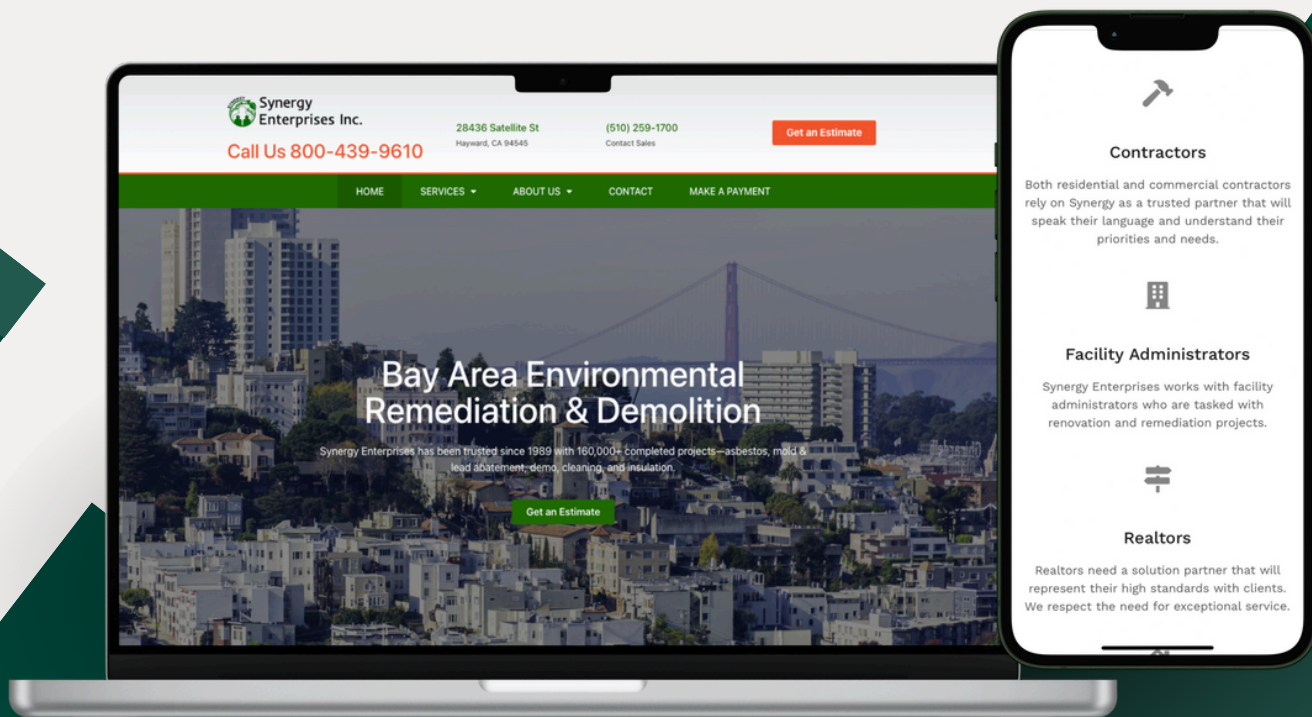 Synergy
Enterprises Inc.
Call Us 800-439-9610
28436 Satellite St
Hayward, CA 94545
(510) 259-1700
Contact Sales
Get an Estimate
HOME
SERVICES
ABOUT US
CONTACT
MAKE A PAYMENT
Bay Area Environmental
Remediation & Demolition
Synergy Enterprises has been trusted since 1989 with 160,000+ completed projects—asbestos, mold &
lead abatement, demo, cleaning, and insulation.
Get an Estimate
Contractors
Both residential and commercial contractors
rely on Synergy as a trusted partner that will
speak their language and understand their
priorities and needs.
Facility Administrators
Synergy Enterprises works with facility
administrators who are tasked with
renovation and remediation projects.
Realtors
Realtors need a solution partner that will
represent their high standards with clients.
We respect the need for exceptional service.